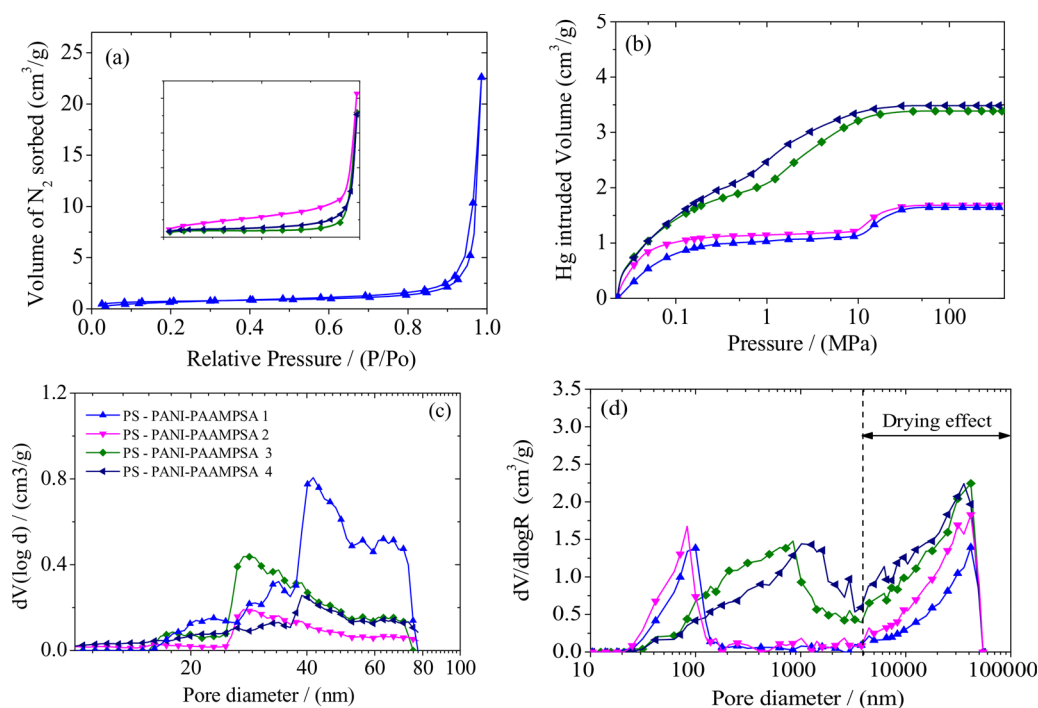 (a)
Volume of N2 sorbed (cm3/g)
25
20
15
10
5
0
0.0 0.2 0.4 0.6 0.8 1.0
Relative Pressure / (P/Po)
(b)
Hg intruded Volume (cm3/g)
5
4
3
2
1
0
0.1 1 10 100
Pressure / (MPa)
(c)
dV(log d) / (cm3/g)
1.2
0.8
0.4
0.0
PS - PANI-PAAMPSA 1
PS - PANI-PAAMPSA 2
PS - PANI-PAAMPSA 3
PS - PANI-PAAMPSA 4
20 40 60 80 100
Pore diameter / (nm)
(d)
dV/dlogR (cm3/g)
3.5
3.0
2.5
2.0
1.5
1.0
0.5
0.0
Drying effect
10 100 1000 10000 100000
Pore diameter / (nm)